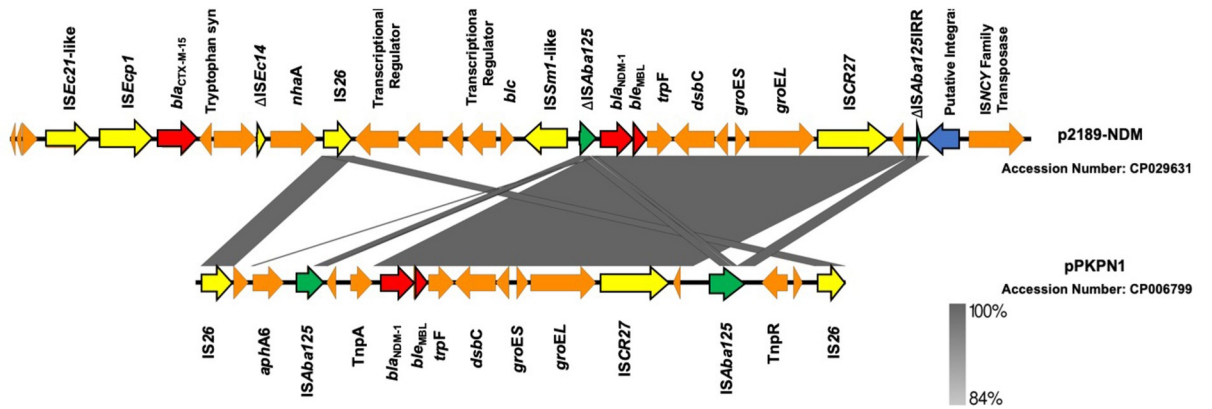 ISEc21-like
ISEcp1
blaCTX-M-15
Tryptophan syn
ΔISEc14
nhaA
IS26
Transcriptional
Regulator
Transcriptiona
Regulator
blc
ISSm1-like
ΔISAba125
blaNDM-1
bleMBL
trpF
dsbC
groES
groEL
ISCR27
ΔISAba125IRR
Putative Integras
ISNCY Family
Transposase
p2189-NDM
Accession Number: CP029631
pPKPN1
Accession Number: CP006799
IS26
aphA6
ISAba125
TnpA
blaNDM-1
bleMBL
trpF
dsbC
groES
groEL
ISCR27
ISAba125
TnpR
IS26
100%
84%